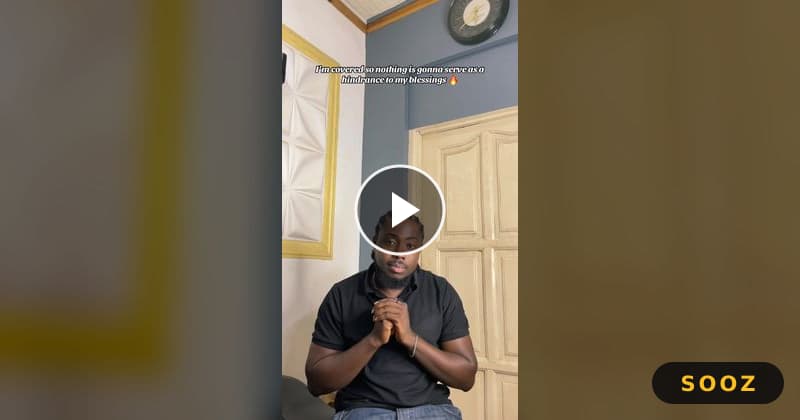 I'm covered so nothing is gonna serve as a
hindrance to my blessings 🔥
SOOZ